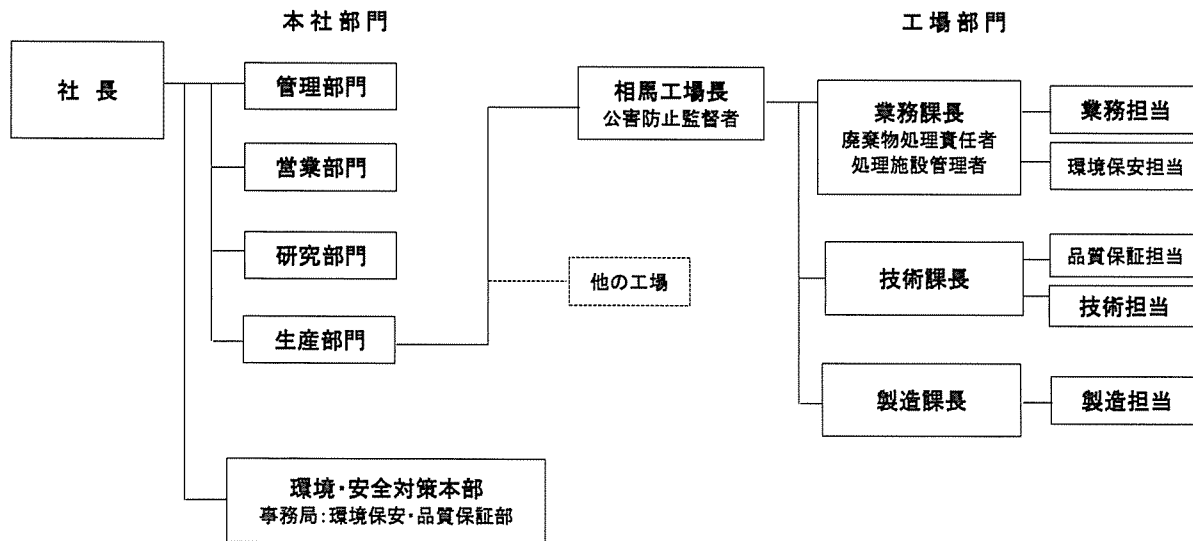 本社部門
工場部門
社 長
管理部門
営業部門
研究部門
生産部門
環境・安全対策本部
事務局：環境保安・品質保証部
相馬工場長
公害防止監督者
他の工場
業務課長
廃棄物処理責任者
処理施設管理者
業務担当
環境保安担当
技術課長
品質保証担当
技術担当
製造課長
製造担当